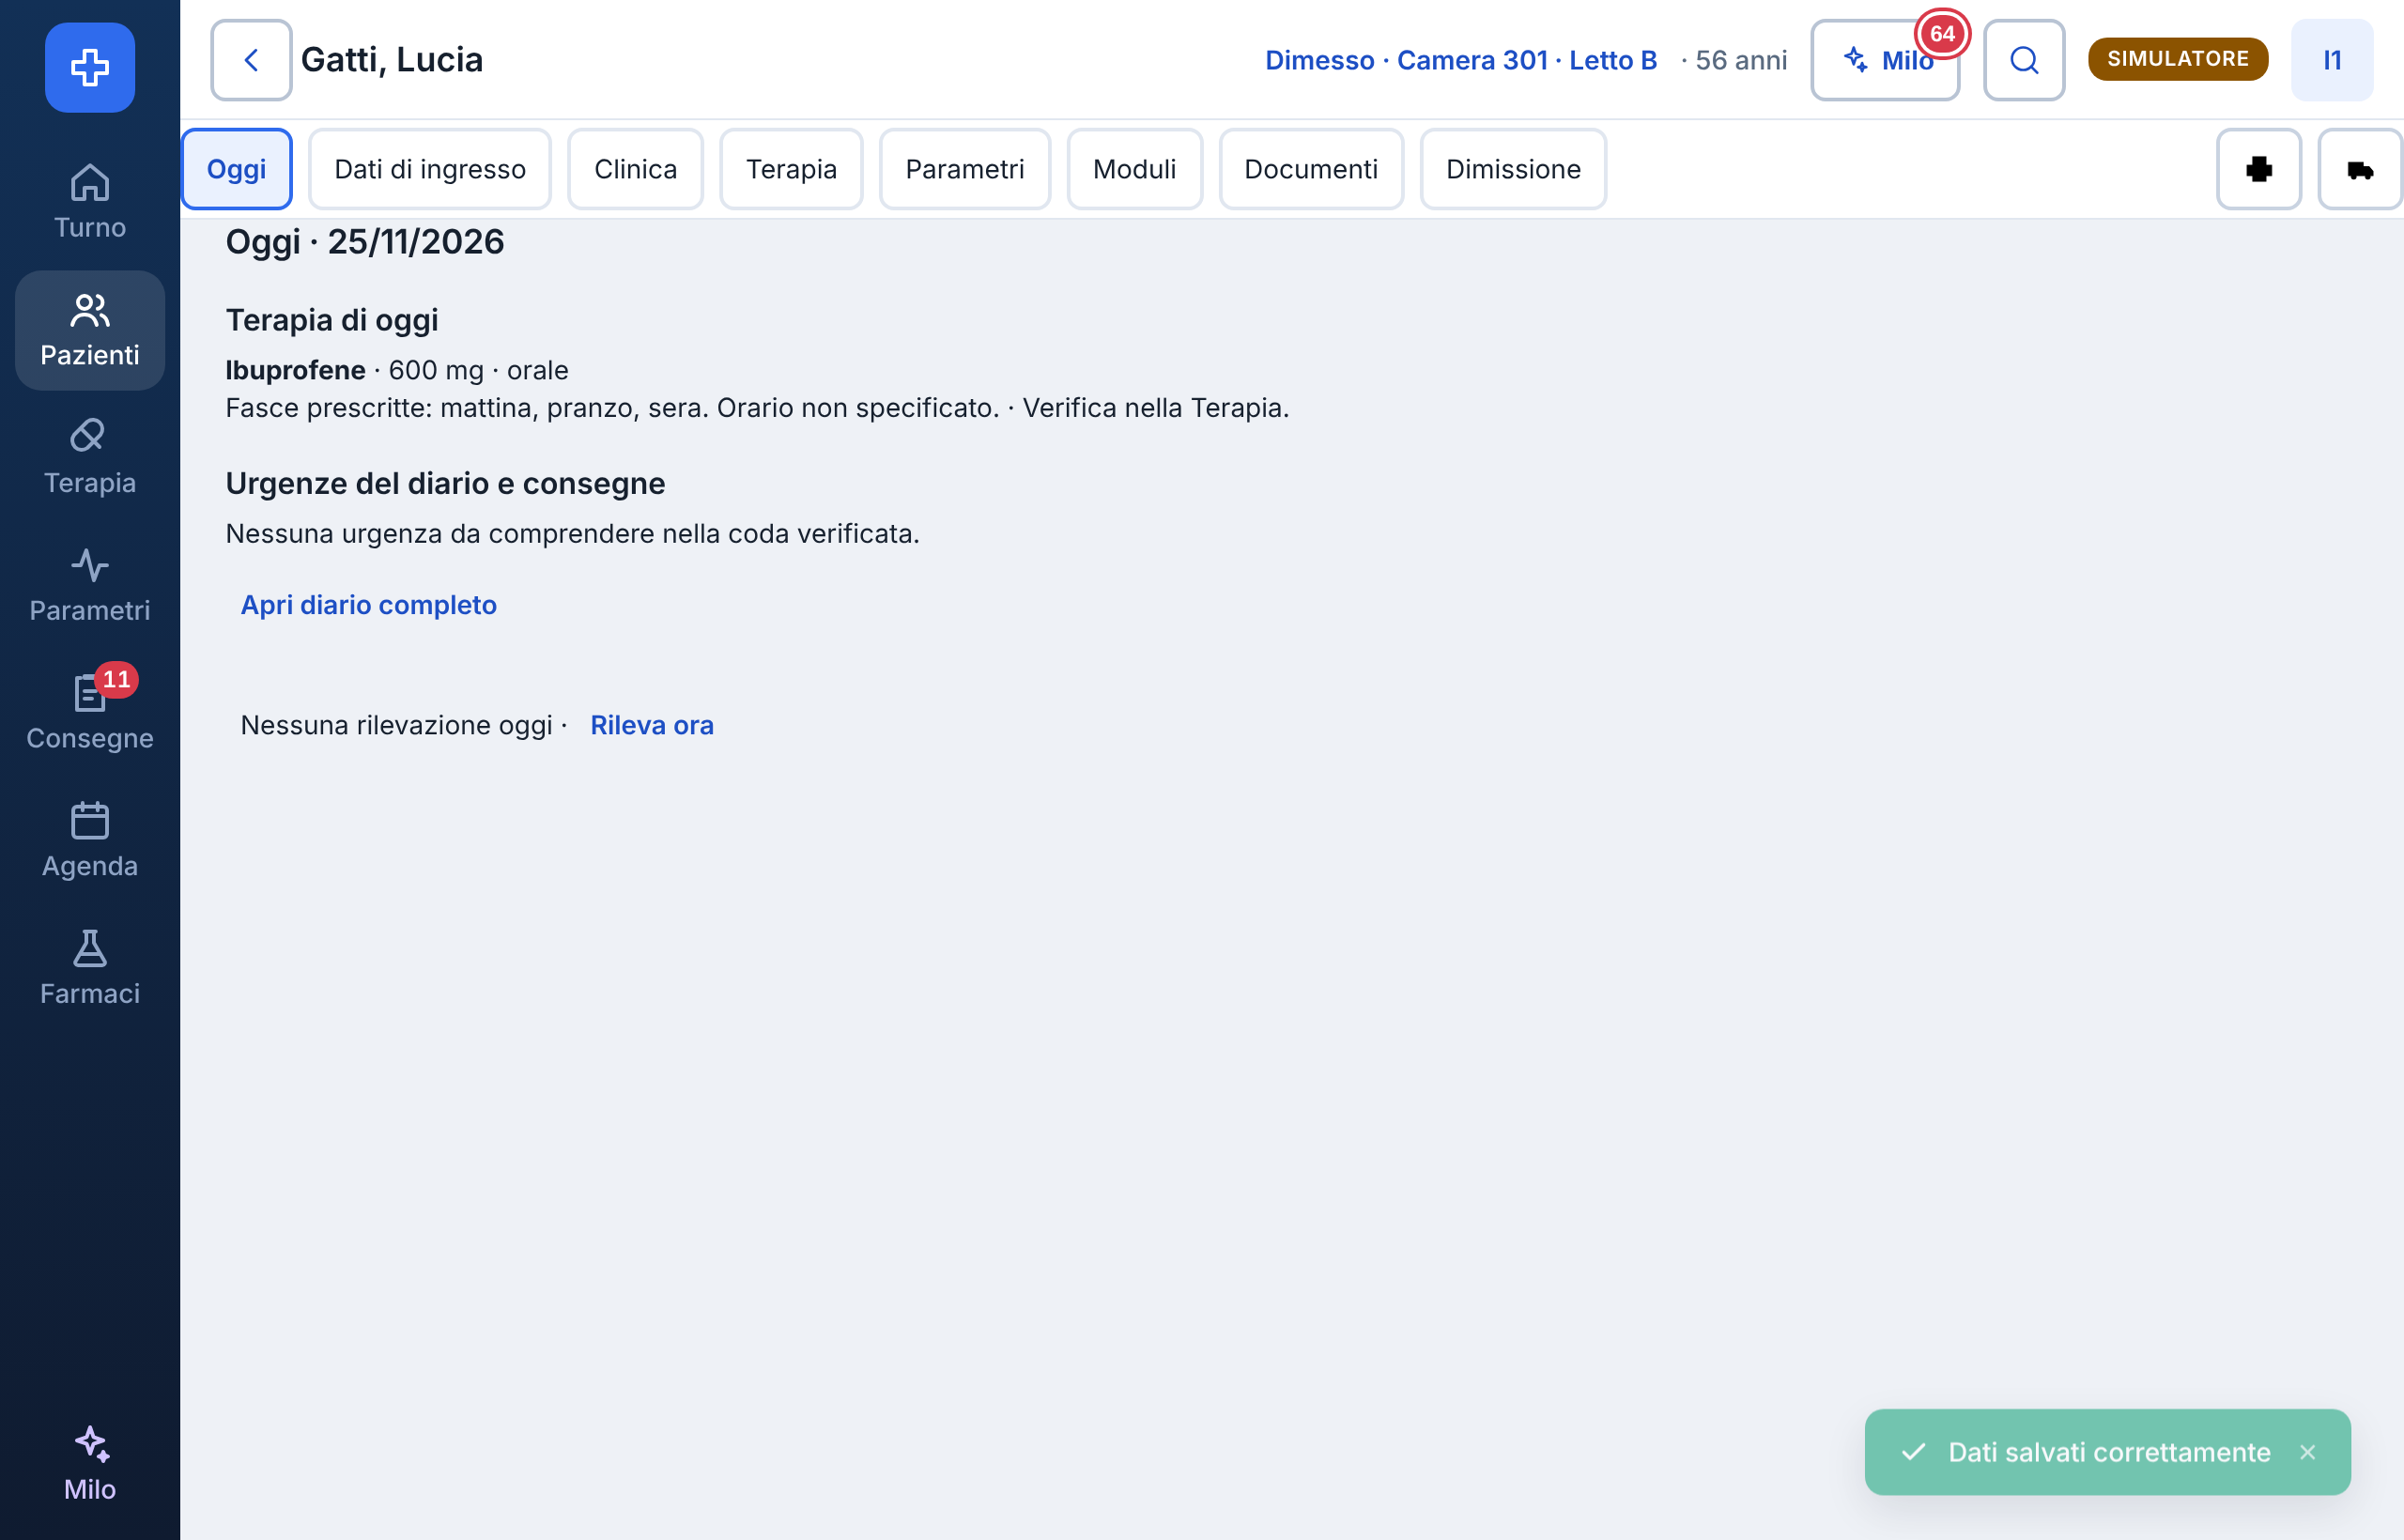 Gatti, Lucia
Dimesso · Camera 301 · Letto B · 56 anni
Milo
64
SIMULATORE
I1
Turno
Pazienti
Terapia
Parametri
11
Consegne
Agenda
Farmaci
Milo
Oggi
Dati di ingresso
Clinica
Terapia
Parametri
Moduli
Documenti
Dimissione
Oggi · 25/11/2026
Terapia di oggi
Ibuprofene · 600 mg · orale
Fasce prescritte: mattina, pranzo, sera. Orario non specificato. · Verifica nella Terapia.
Urgenze del diario e consegne
Nessuna urgenza da comprendere nella coda verificata.
Apri diario completo
Nessuna rilevazione oggi · Rileva ora
Dati salvati correttamente